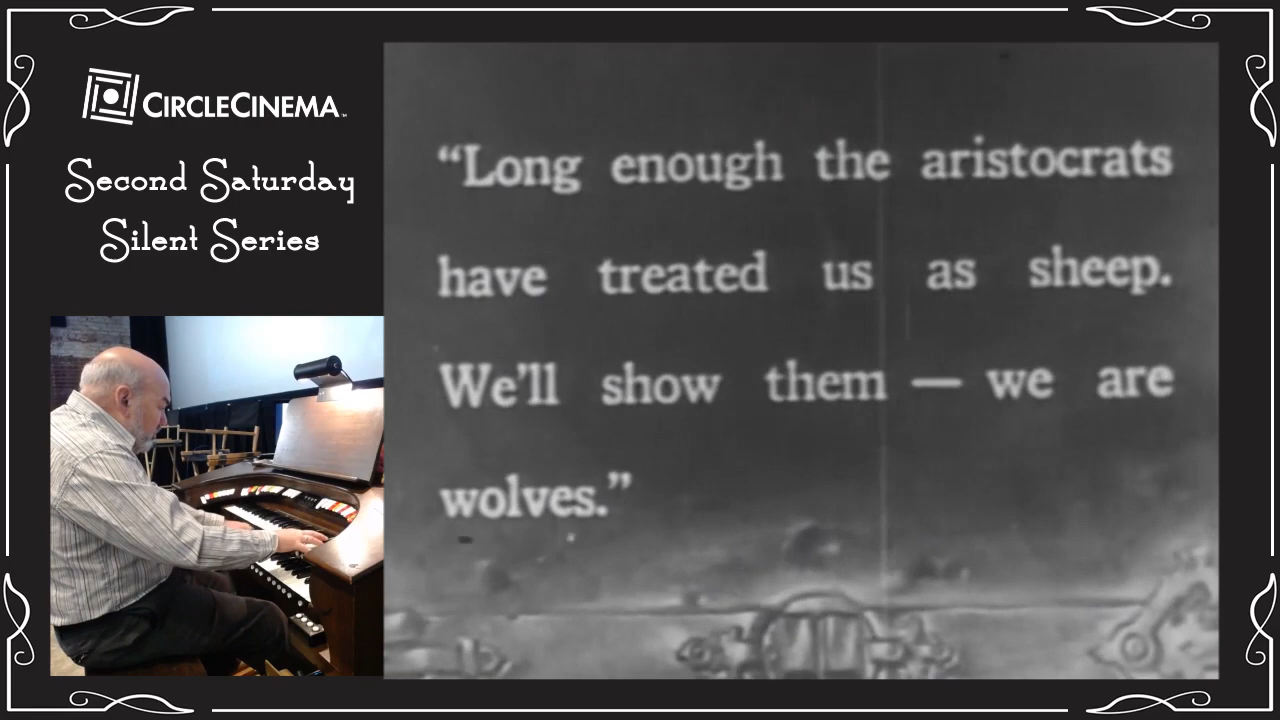 CIRCLECINEMA™
Second Saturday
Silent Series
“Long enough the aristocrats
have treated us as sheep.
We’ll show them — we are
wolves.”